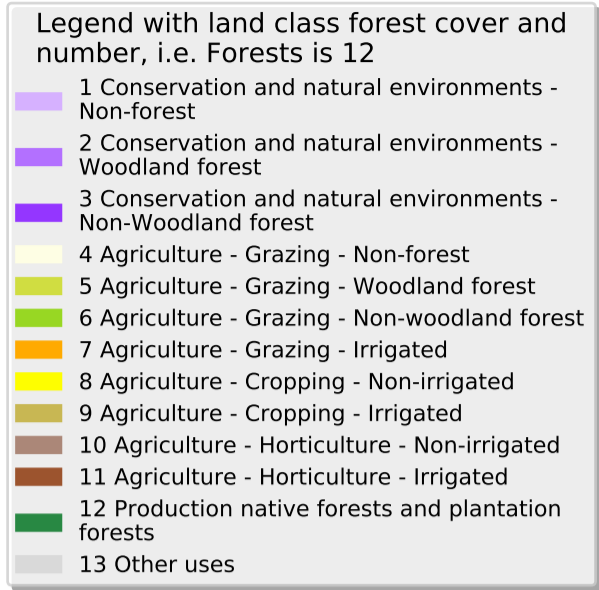 Legend with land class forest cover and
number, i.e. Forests is 12
1 Conservation and natural environments -
Non-forest
2 Conservation and natural environments -
Woodland forest
3 Conservation and natural environments -
Non-Woodland forest
4 Agriculture - Grazing - Non-forest
5 Agriculture - Grazing - Woodland forest
6 Agriculture - Grazing - Non-woodland forest
7 Agriculture - Grazing - Irrigated
8 Agriculture - Cropping - Non-irrigated
9 Agriculture - Cropping - Irrigated
10 Agriculture - Horticulture - Non-irrigated
11 Agriculture - Horticulture - Irrigated
12 Production native forests and plantation
forests
13 Other uses